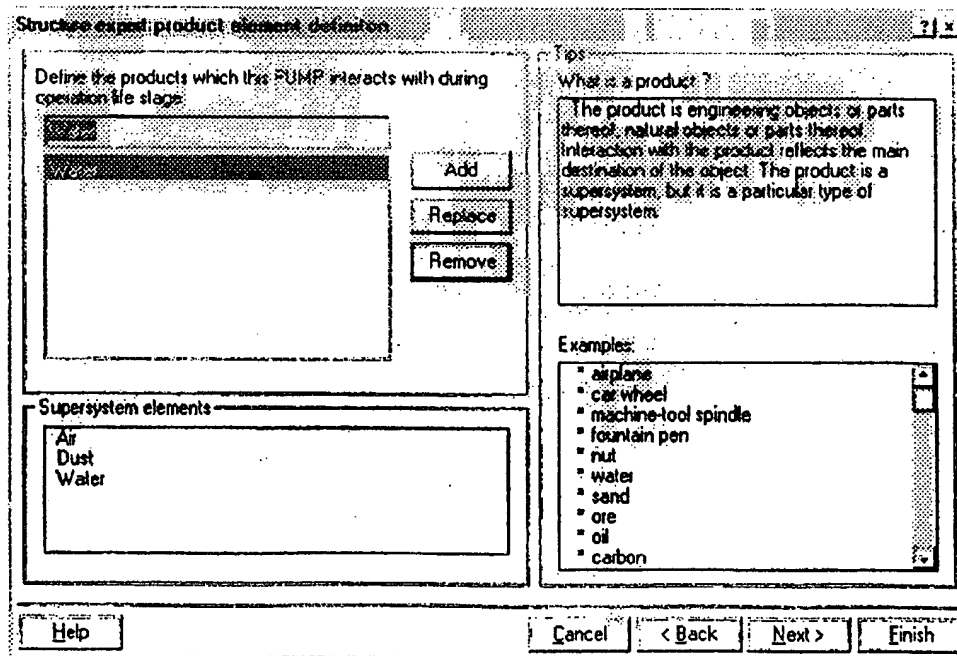 Structure expert: product element definiton
? x
Define the products which this PUMP interacts with during
operation life stage
Water
Water
Add
Replace
Remove
Supersystem elements
Air
Dust
Water
Tips
What is a product ?
The product is engineering objects or parts
thereof, natural objects or parts thereof.
Interaction with the product reflects the main
destination of the object. The product is a
supersystem, but it is a particular type of
supersystem.
Examples:
* airplane
* car wheel
* machine-tool spindle
* fountain pen
* nut
* water
* sand
* ore
* oil
* carbon
Help
Cancel
< Back
Next >
Finish